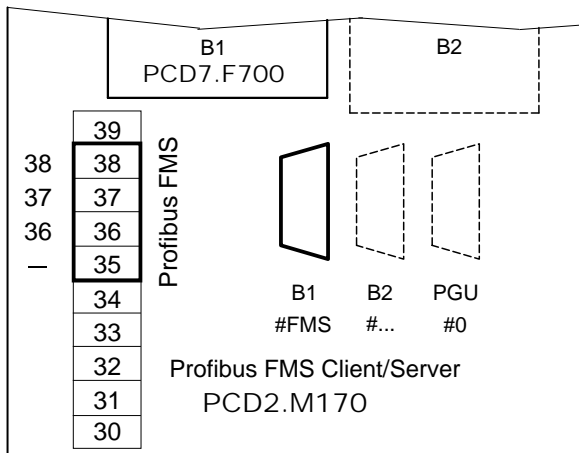 B1
B2
PCD7.F700
39
38 38
37 37
36 36
— 35
34
33
32
31
30
Profibus FMS
B1 B2 PGU
#FMS #... #0
Profibus FMS Client/Server
PCD2.M170